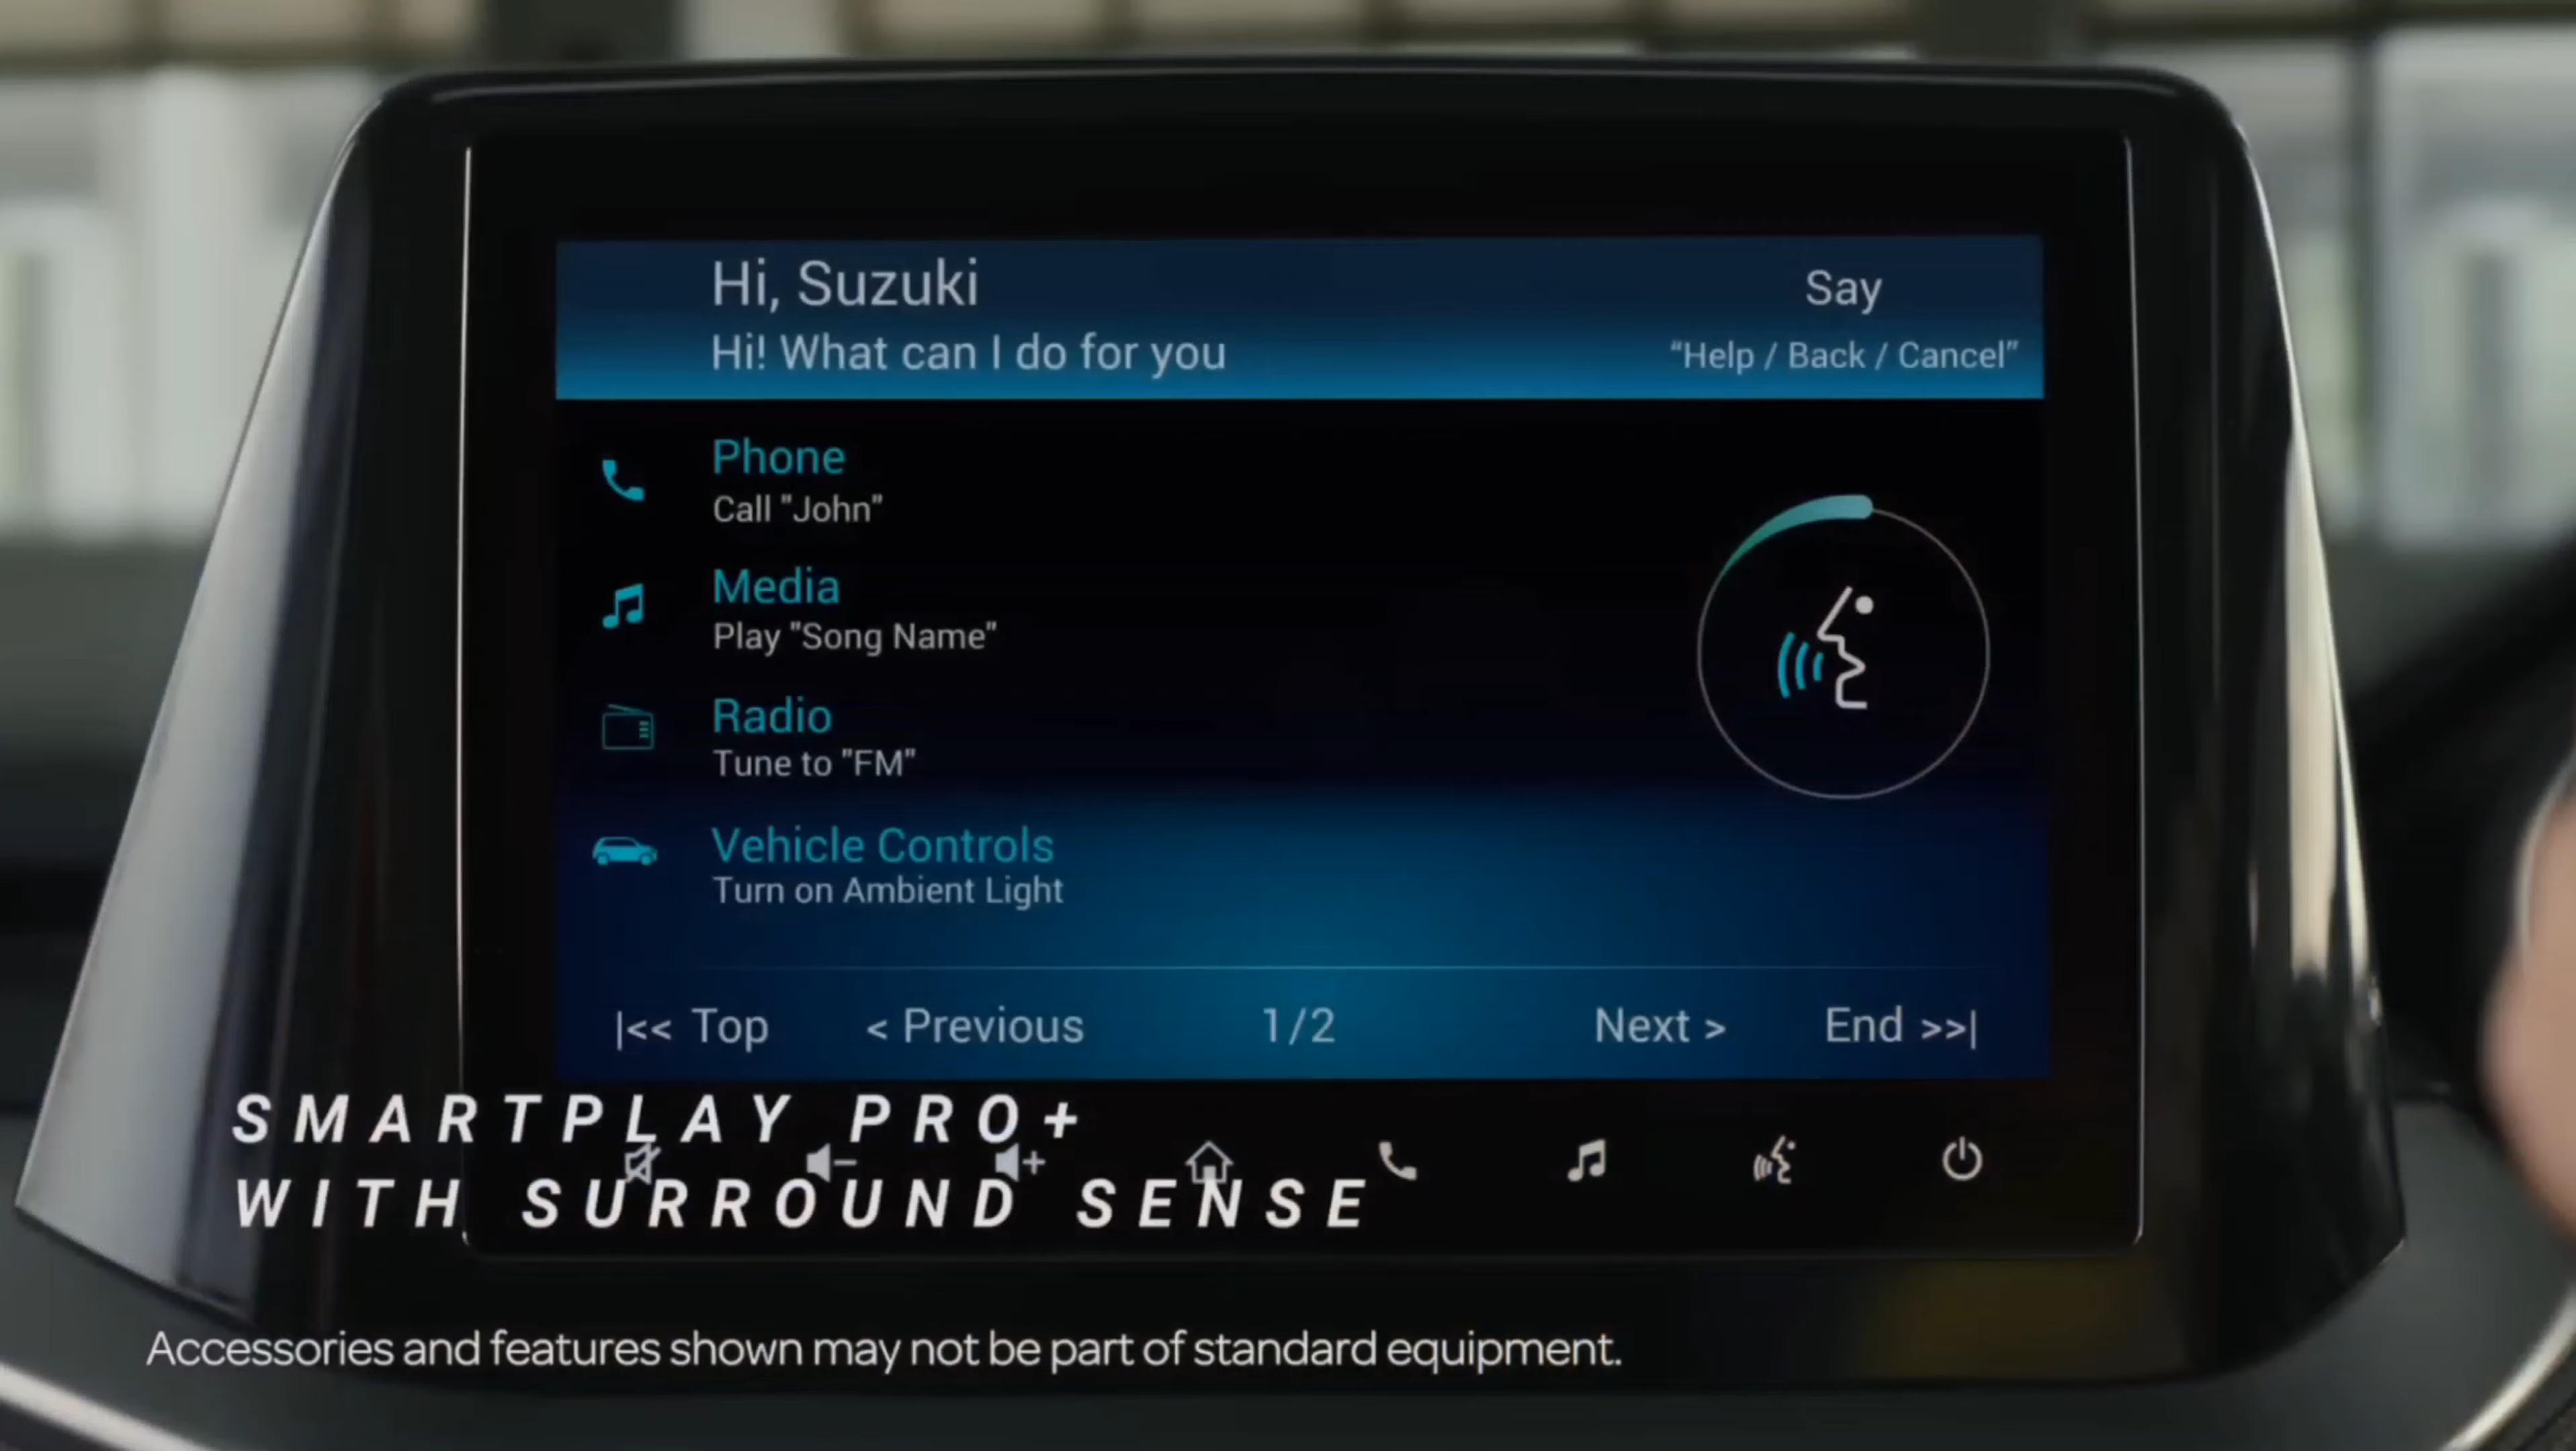 Hi, Suzuki
Say
Hi! What can I do for you
“Help / Back / Cancel”
Phone
Call "John"
Media
Play "Song Name"
Radio
Tune to "FM"
Vehicle Controls
Turn on Ambient Light
|<< Top
< Previous
1/2
Next >
End >>|
SMARTPLAY PRO+
WITH SURROUND SENSE
Accessories and features shown may not be part of standard equipment.